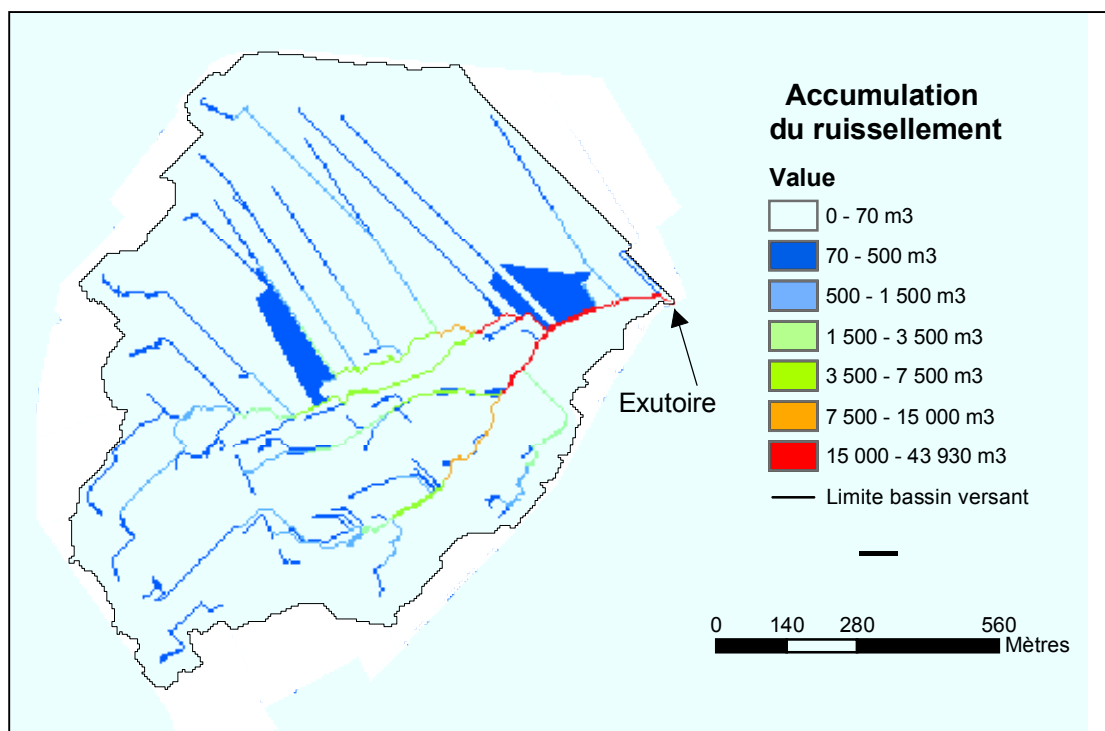 Accumulation
du ruissellement
Value
0 - 70 m3
70 - 500 m3
500 - 1 500 m3
1 500 - 3 500 m3
3 500 - 7 500 m3
7 500 - 15 000 m3
15 000 - 43 930 m3
Limite bassin versant
Exutoire
0 140 280 560
Mètres